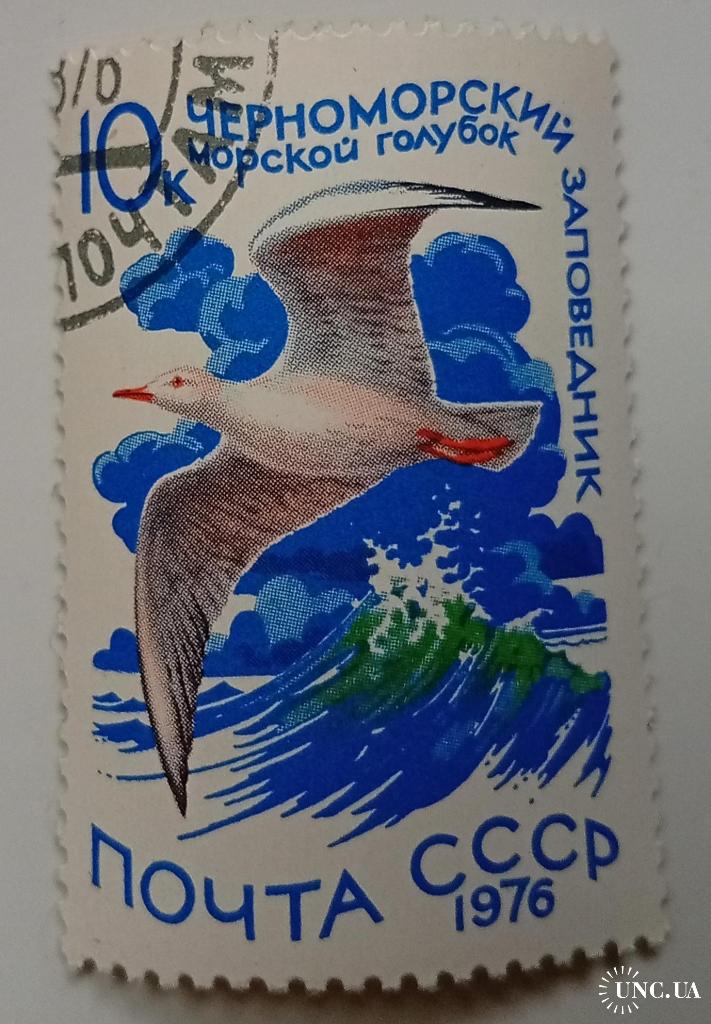 10к
ЧЕРНОМОРСКИЙ ЗАПОВЕДНИК
морской голубок
ПОЧТА СССР
1976
UNC.UA